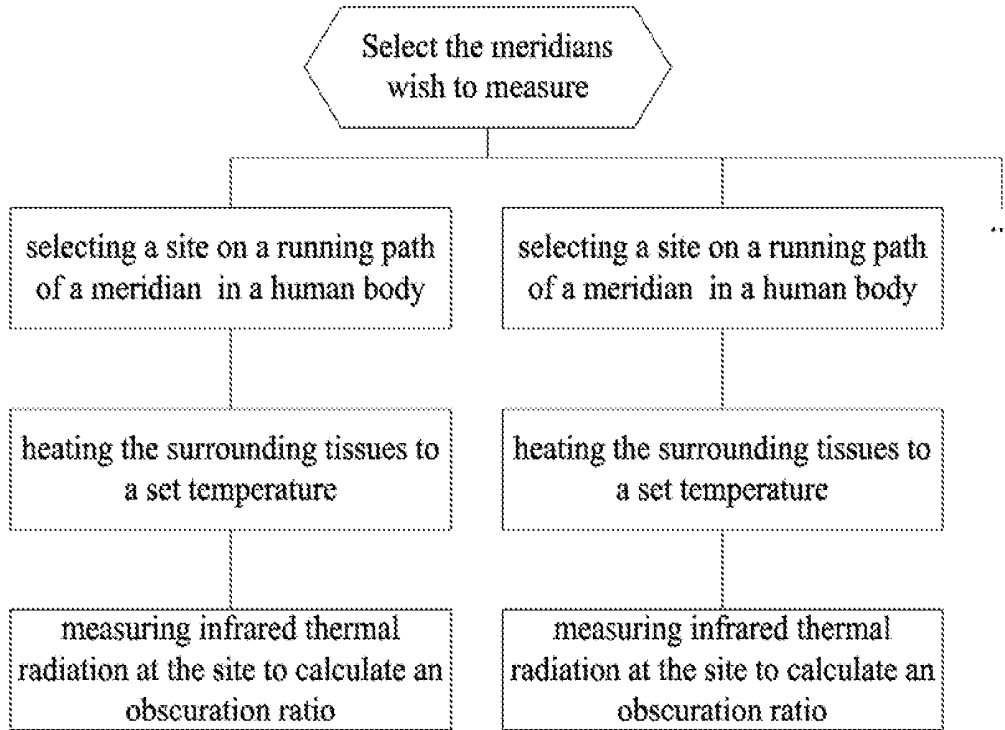 Select the meridians
wish to measure
selecting a site on a running path
of a meridian in a human body
selecting a site on a running path
of a meridian in a human body
..
heating the surrounding tissues to
a set temperature
heating the surrounding tissues to
a set temperature
measuring infrared thermal
radiation at the site to calculate an
obscuration ratio
measuring infrared thermal
radiation at the site to calculate an
obscuration ratio